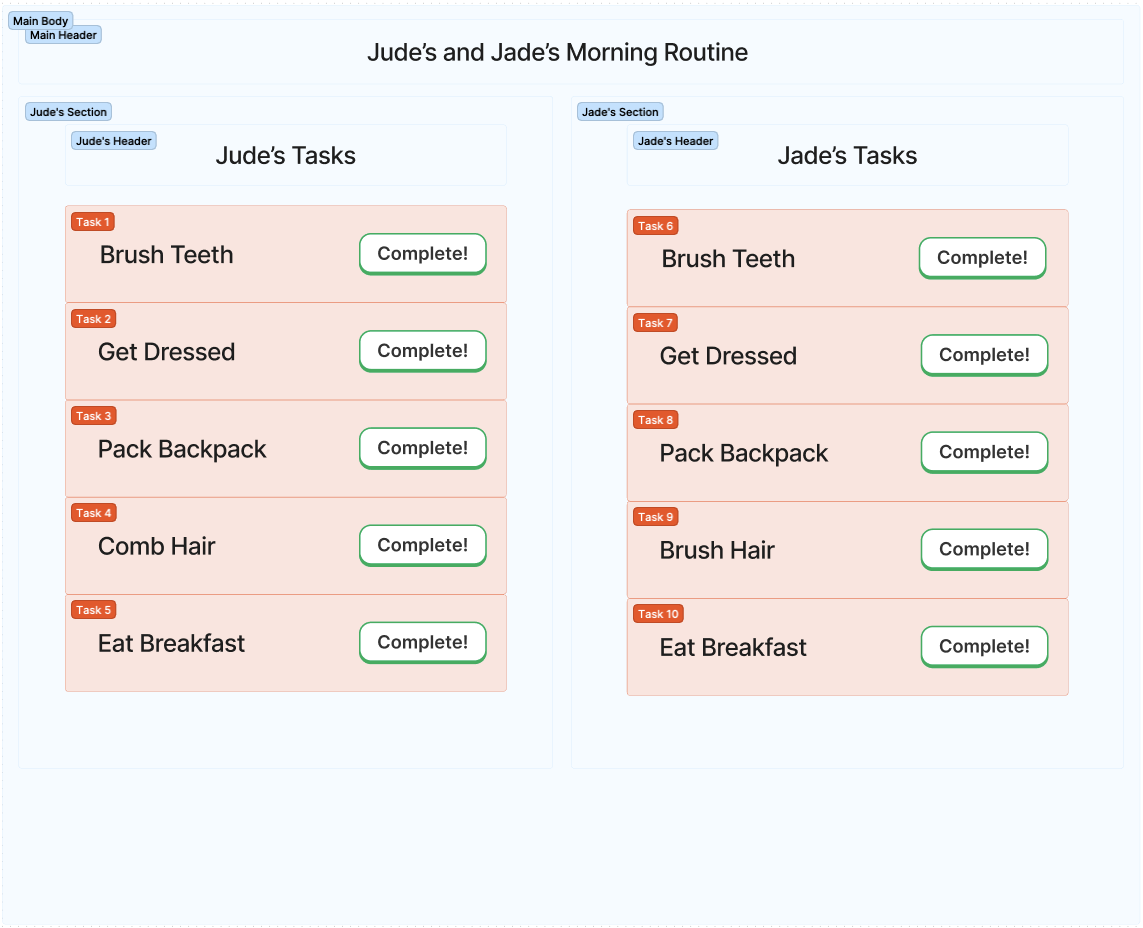 Main Body
Main Header
Jude’s and Jade’s Morning Routine
Jude's Section
Jude's Header
Jude’s Tasks
Task 1
Brush Teeth
Complete!
Task 2
Get Dressed
Complete!
Task 3
Pack Backpack
Complete!
Task 4
Comb Hair
Complete!
Task 5
Eat Breakfast
Complete!
Jade's Section
Jade's Header
Jade’s Tasks
Task 6
Brush Teeth
Complete!
Task 7
Get Dressed
Complete!
Task 8
Pack Backpack
Complete!
Task 9
Brush Hair
Complete!
Task 10
Eat Breakfast
Complete!